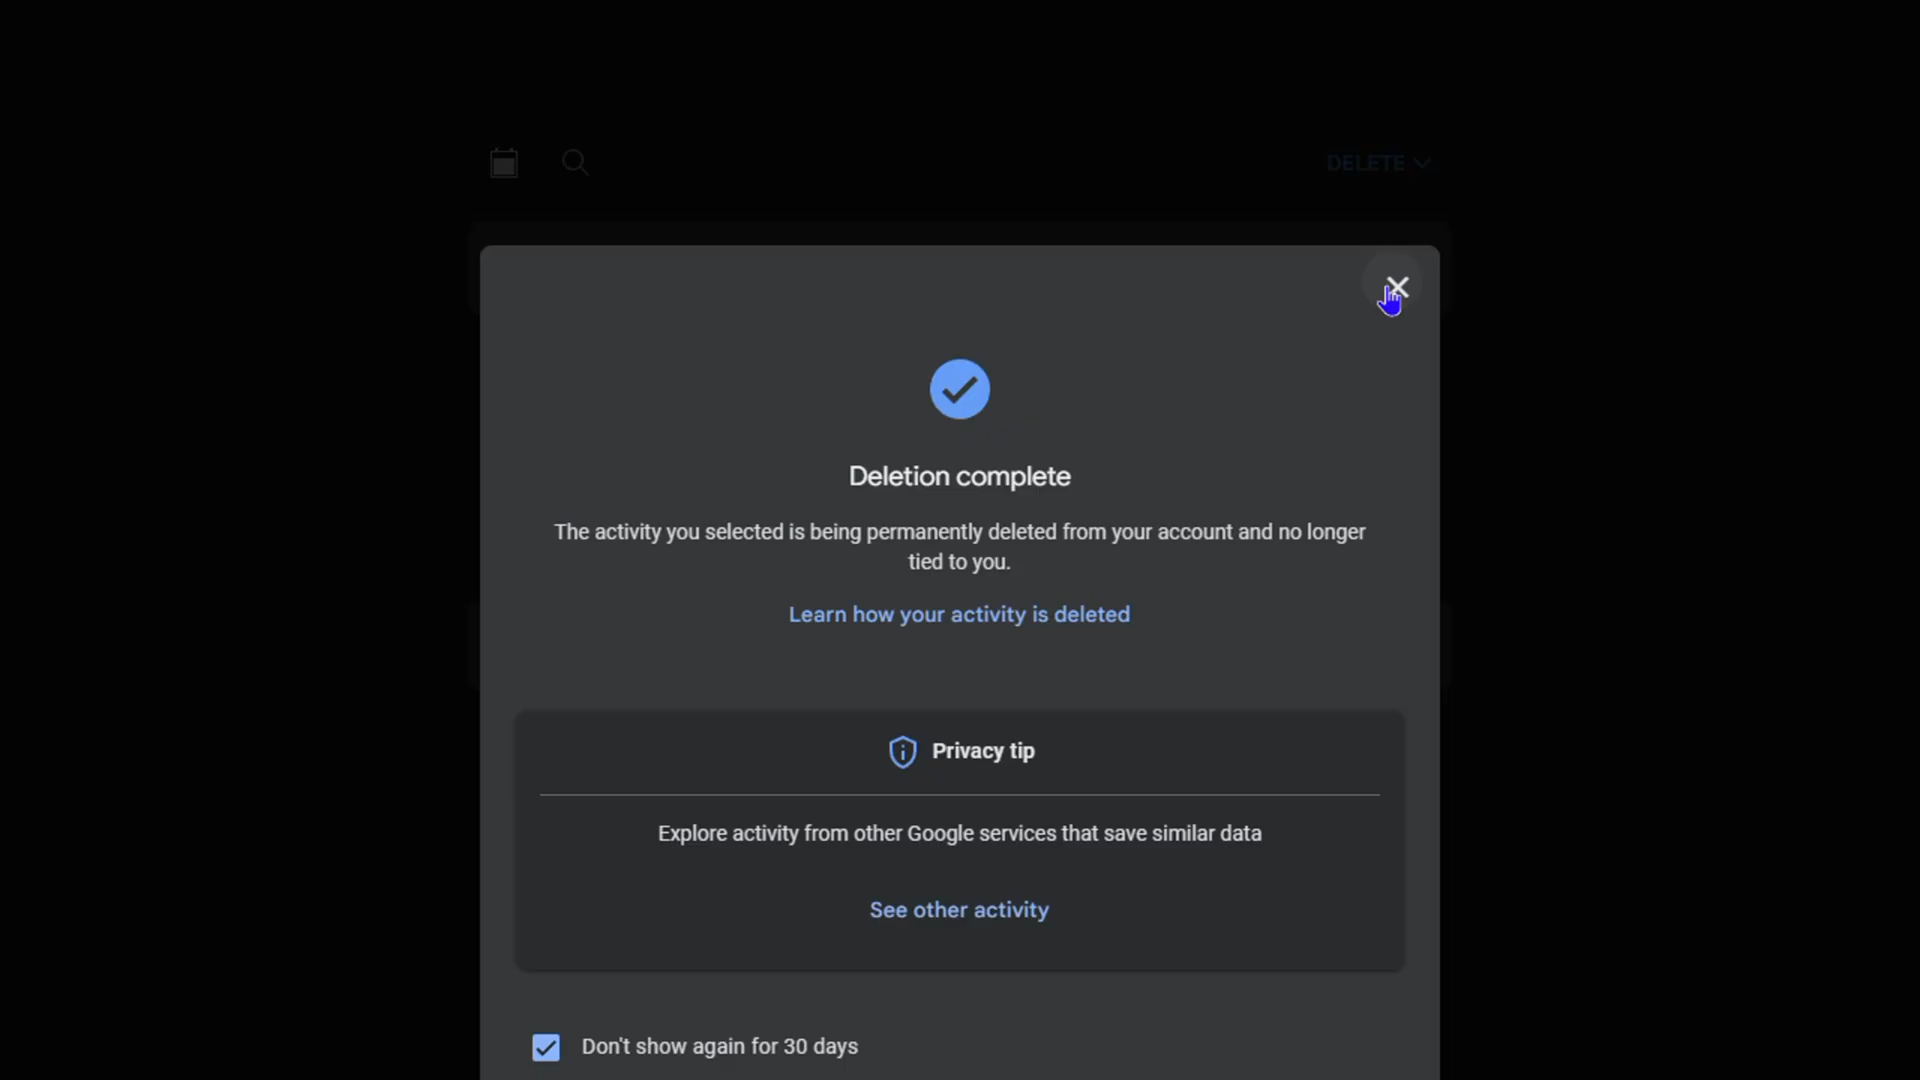 DELETE
Deletion complete
The activity you selected is being permanently deleted from your account and no longer
tied to you.
Learn how your activity is deleted
Privacy tip
Explore activity from other Google services that save similar data
See other activity
Don't show again for 30 days